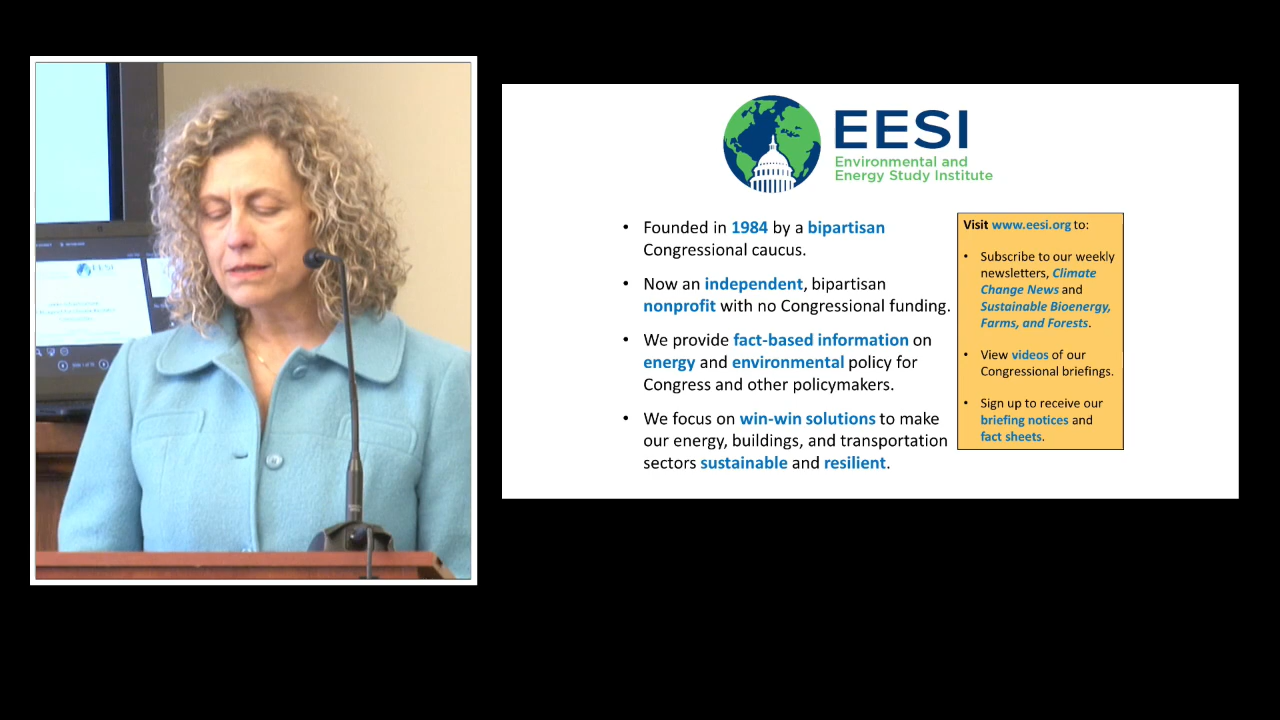 EESI
EESI
Environmental and
Energy Study Institute
• Founded in 1984 by a bipartisan
Congressional caucus.
• Now an independent, bipartisan
nonprofit with no Congressional funding.
• We provide fact-based information on
energy and environmental policy for
Congress and other policymakers.
• We focus on win-win solutions to make
our energy, buildings, and transportation
sectors sustainable and resilient.
Visit www.eesi.org to:
• Subscribe to our weekly
newsletters, Climate
Change News and
Sustainable Bioenergy,
Farms, and Forests.
• View videos of our
Congressional briefings.
• Sign up to receive our
briefing notices and
fact sheets.